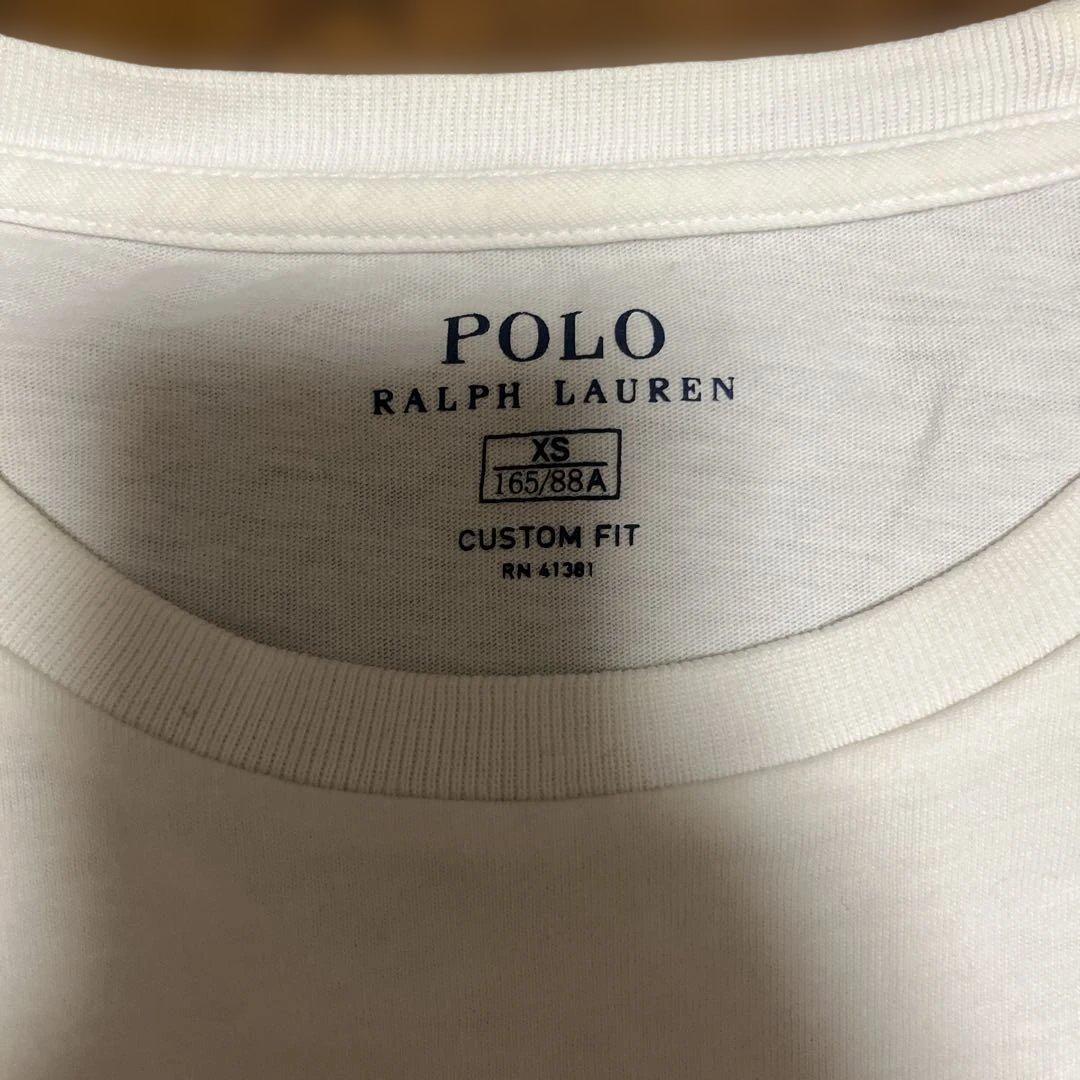 POLO
RALPH LAUREN
XS
165/88A
CUSTOM FIT
RN 41381